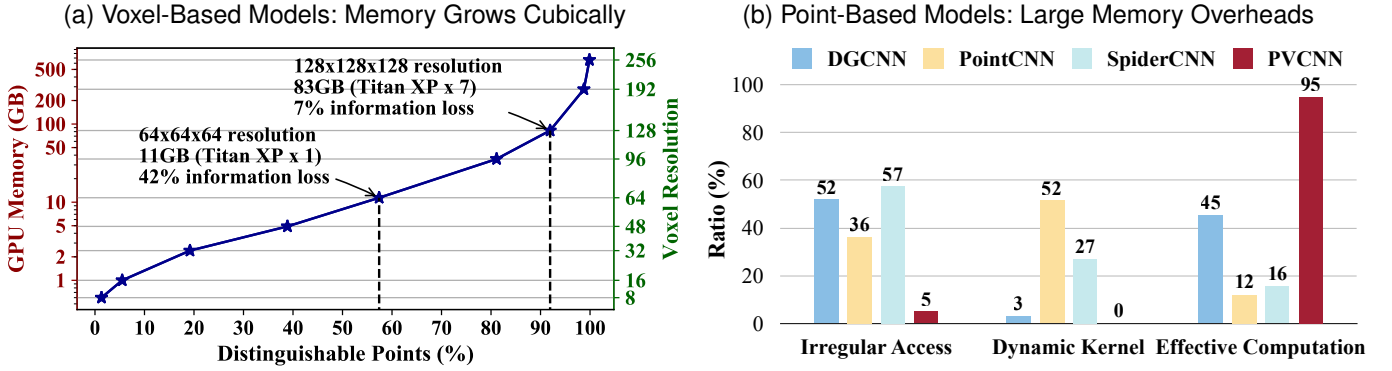 (a) Voxel-Based Models: Memory Grows Cubically
GPU Memory (GB)
500
200
100
50
10
5
2
1
128x128x128 resolution
83GB (Titan XP x 7)
7% information loss
64x64x64 resolution
11GB (Titan XP x 1)
42% information loss
256
192
128
96
64
48
32
16
8
Voxel Resolution
0 10 20 30 40 50 60 70 80 90 100
Distinguishable Points (%)
(b) Point-Based Models: Large Memory Overheads
DGCNN PointCNN SpiderCNN PVCNN
Ratio (%)
100
80
60
40
20
0
52 36 57 5
3 52 27 0
45 12 16 95
Irregular Access Dynamic Kernel Effective Computation